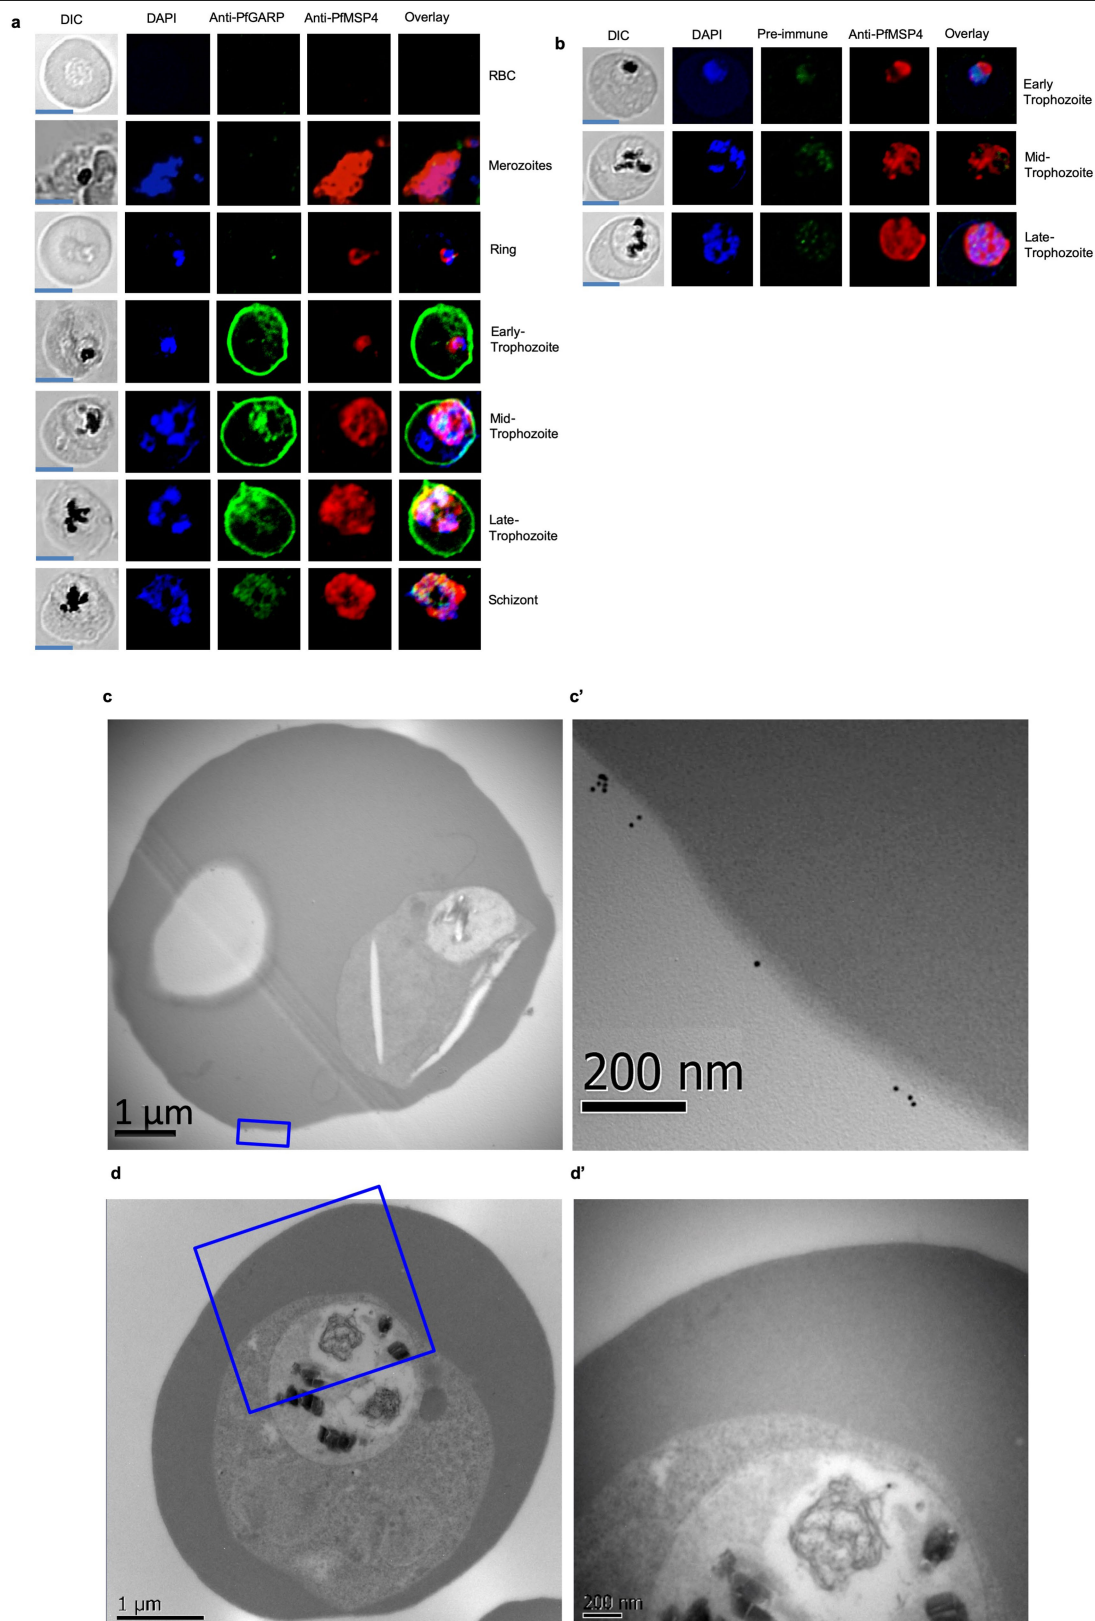 a
DIC DAPI Anti-PfGARP Anti-PfMSP4 Overlay
RBC
Merozoites
Ring
Early-
Trophozoite
Mid-
Trophozoite
Late-
Trophozoite
Schizont
b
DIC DAPI Pre-immune Anti-PfMSP4 Overlay
Early
Trophozoite
Mid-
Trophozoite
Late-
Trophozoite
c
1 µm
c’
200 nm
d
1 µm
d’
200 nm